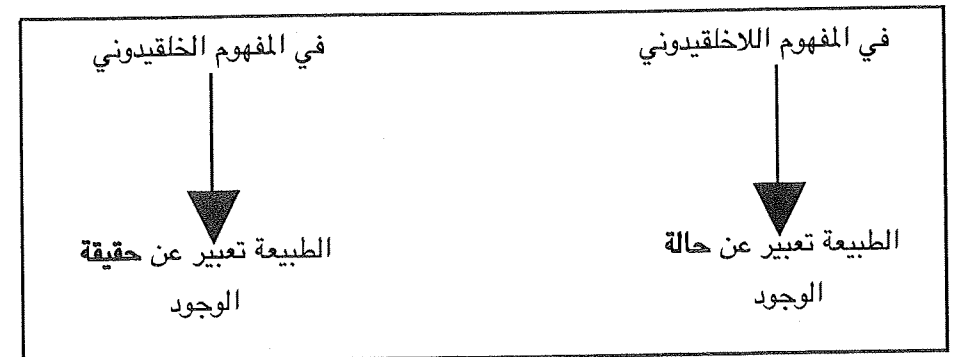 في المفهوم اللاخلقيدوني
الطبيعة تعبير عن حالة
الوجود
في المفهوم الخلقيدوني
الطبيعة تعبير عن حقيقة
الوجود